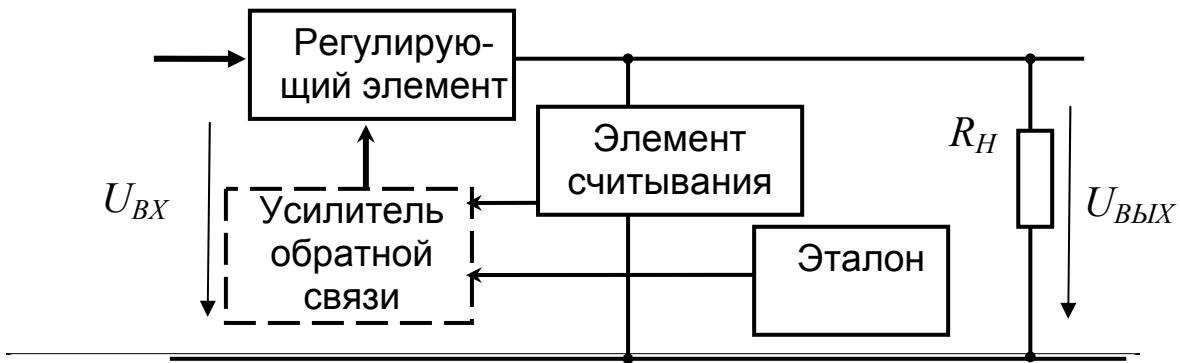 Регулирую-
щий элемент
Элемент
считывания
R_H
U_BX
Усилитель
обратной
связи
Эталон
U_BЫX